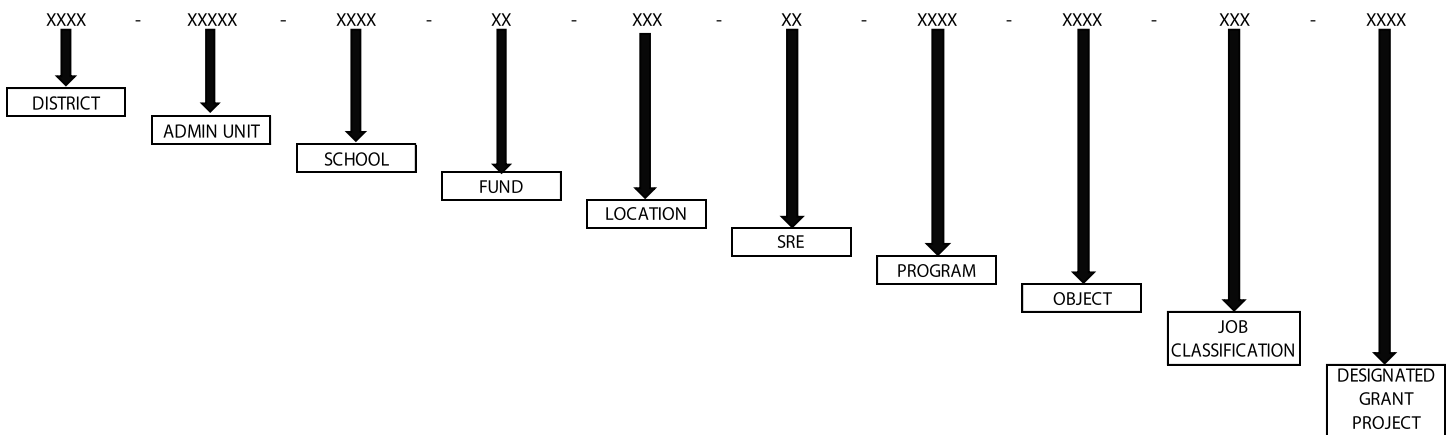 XXXX - XXXXX - XXXX - XX - XXX - XX - XXXX - XXXX - XXX - XXXX
DISTRICT
ADMIN UNIT
SCHOOL
FUND
LOCATION
SRE
PROGRAM
OBJECT
JOB
CLASSIFICATION
DESIGNATED
GRANT
PROJECT